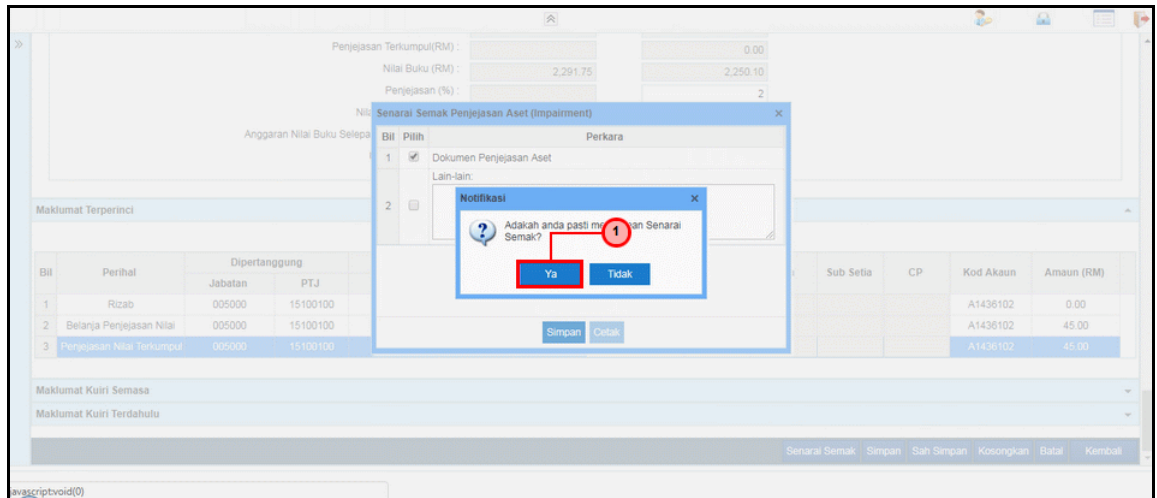 Penjejasan Terkumpul(RM) : 0.00
Nilai Buku (RM) : 2,291.75 2,250.10
Penjejasan (%) : 2
Anggaran Nilai Buku
Senarai Semak Penjejasan Aset (Impairment) ×
Bil Pilih Perkara
1 Dokumen Penjejasan Aset
2 Lain-lain:
Notifikasi ×
Adakah anda pasti Senarai
Semak?
1
Ya Tidak
Simpan Cetak
Maklumat Terperinci
Bil Perihal Dipertanggung Sub Setia CP Kod Akaun Amaun (RM)
Jabatan PTJ
1 Rizab 005000 15100100 A1436102 0.00
2 Belanja Penjejasan Nilai 005000 15100100 A1436102 45.00
3 Penjejasan Nilai Terkumpul 005000 15100100 A1436102 45.00
Maklumat Kuiri Semasa
Maklumat Kuiri Terdahulu
Senarai Semak Simpan Sah Simpan Kosongkan Batal Kembali
avascript:void(0)